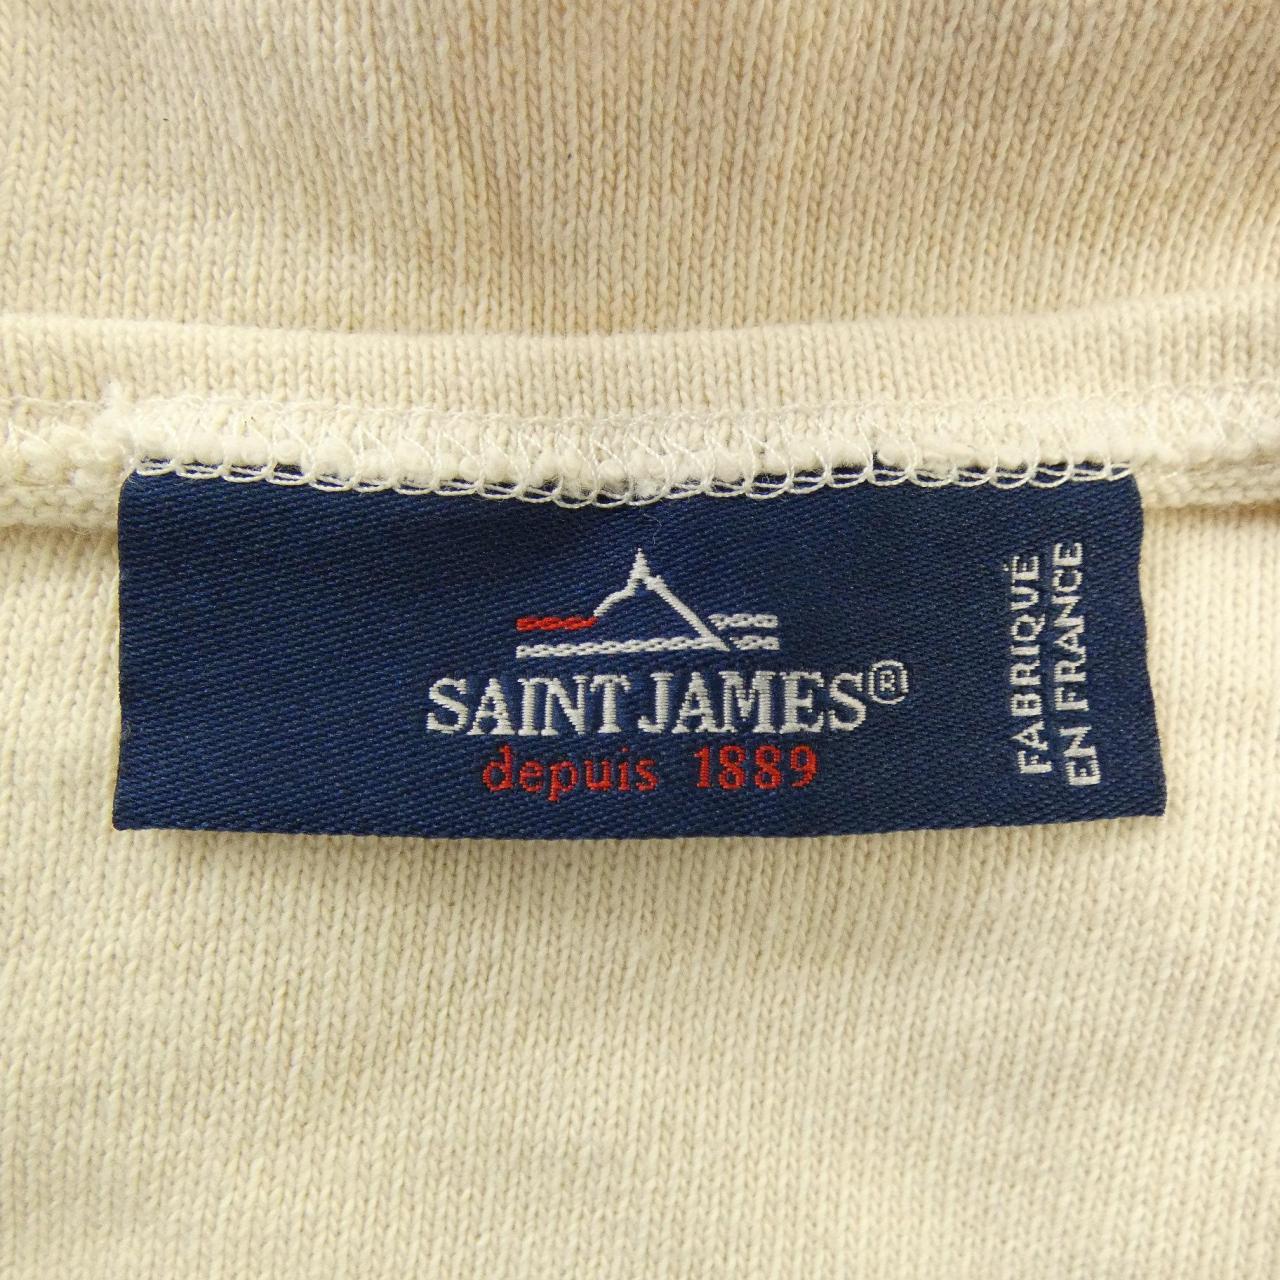 SAINT JAMES®
depuis 1889
FABRIQUÉ
EN FRANCE